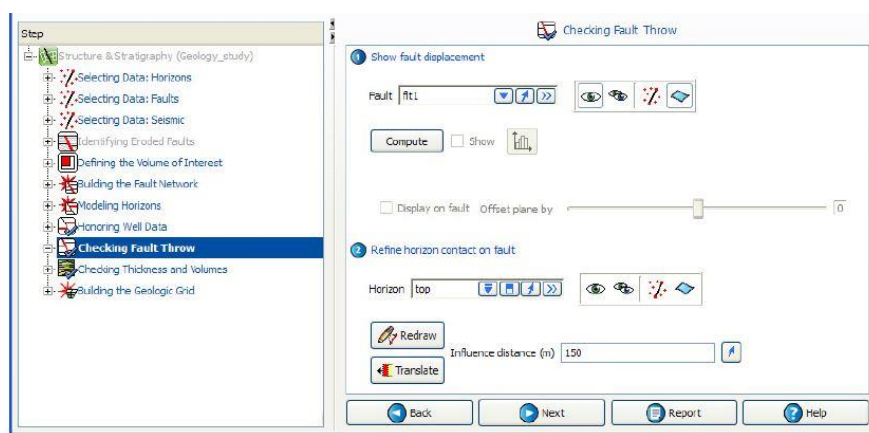 Step
Structure & Stratigraphy (Geology_study)
Selecting Data: Horizons
Selecting Data: Faults
Selecting Data: Seismic
Identifying Eroded Faults
Defining the Volume of Interest
Building the Fault Network
Modeling Horizons
Honoring Well Data
Checking Fault Throw
Checking Thickness and Volumes
Building the Geologic Grid
Checking Fault Throw
1 Show fault displacement
Fault flt1
Compute Show
Display on fault Offset plane by 0
2 Refine horizon contact on fault
Horizon top
Redraw
Influence distance (m) 150
Translate
Back Next Report Help